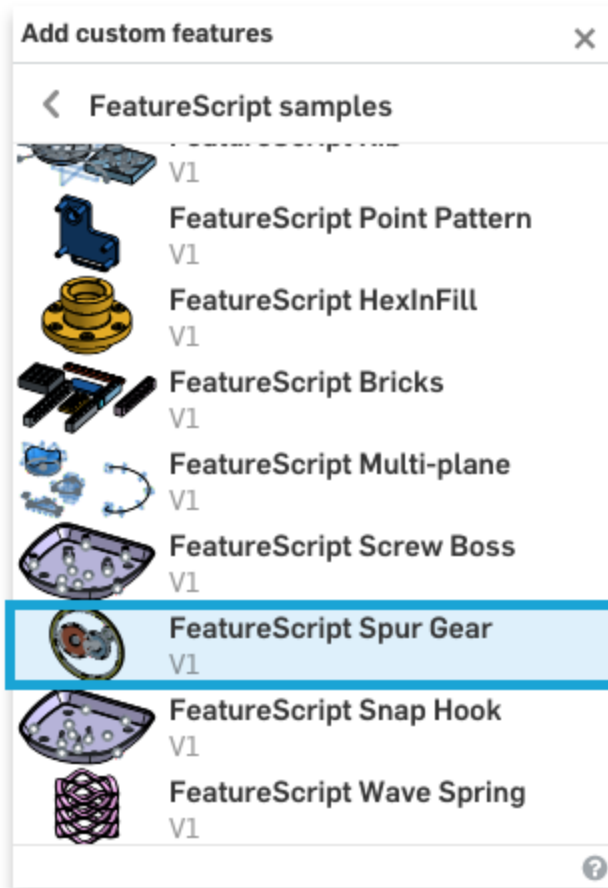 Add custom features
FeatureScript samples
V1
FeatureScript Point Pattern
V1
FeatureScript HexInFill
V1
FeatureScript Bricks
V1
FeatureScript Multi-plane
V1
FeatureScript Screw Boss
V1
FeatureScript Spur Gear
V1
FeatureScript Snap Hook
V1
FeatureScript Wave Spring
V1